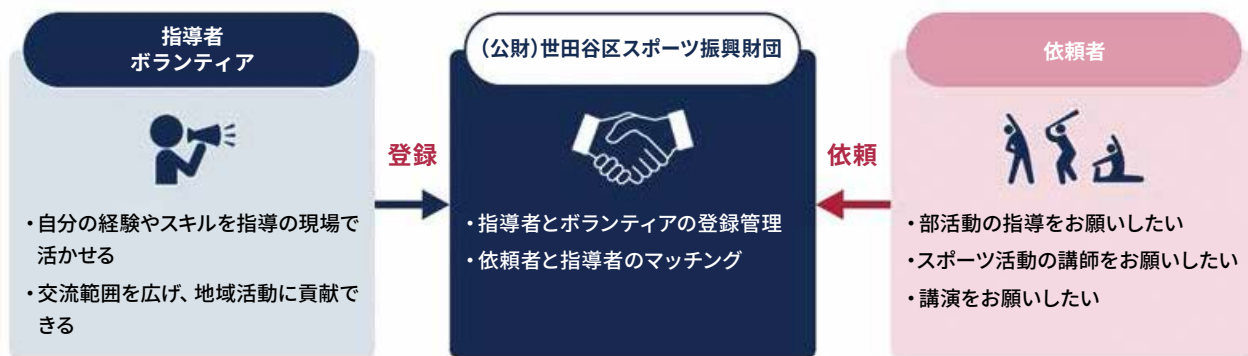 指導者
ボランティア
・自分の経験やスキルを指導の現場で
活かせる
・交流範囲を広げ、地域活動に貢献で
きる
登録
（公財）世田谷区スポーツ振興財団
・指導者とボランティアの登録管理
・依頼者と指導者のマッチング
依頼
依頼者
・部活動の指導をお願いしたい
・スポーツ活動の講師をお願いしたい
・講演をお願いしたい